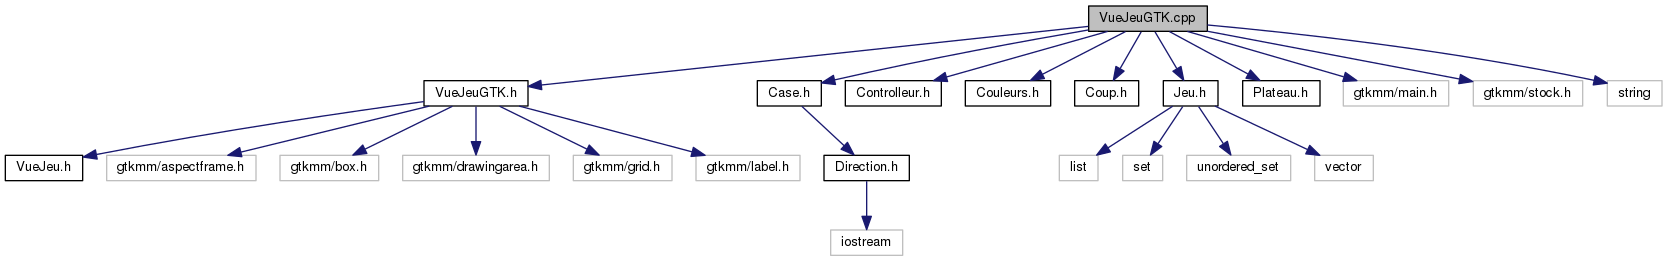 VueJeuGTK.cpp
VueJeuGTK.h
Case.h
Controlleur.h
Couleurs.h
Coup.h
Jeu.h
Plateau.h
gtkmm/main.h
gtkmm/stock.h
string
VueJeu.h
gtkmm/aspectframe.h
gtkmm/box.h
gtkmm/drawingarea.h
gtkmm/grid.h
gtkmm/label.h
Direction.h
list
set
unordered_set
vector
iostream